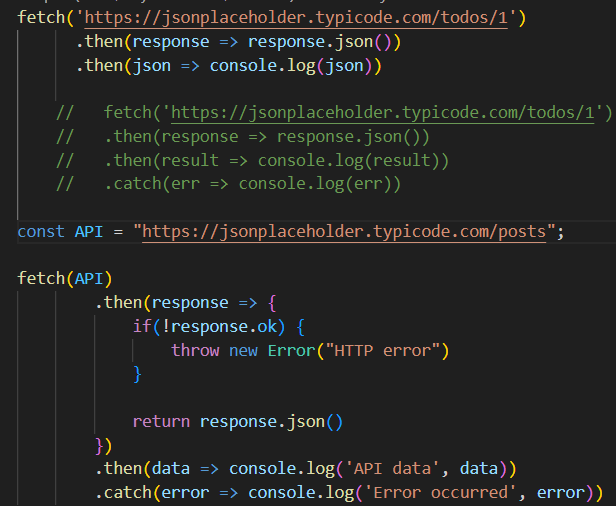 fetch('https://jsonplaceholder.typicode.com/todos/1')
.then(response => response.json())
.then(json => console.log(json))
// fetch('https://jsonplaceholder.typicode.com/todos/1')
// .then(response => response.json())
// .then(result => console.log(result))
// .catch(err => console.log(err))
const API = "https://jsonplaceholder.typicode.com/posts";
fetch(API)
.then(response => {
if(!response.ok) {
throw new Error("HTTP error")
}
return response.json()
})
.then(data => console.log('API data', data))
.catch(error => console.log('Error occurred', error))